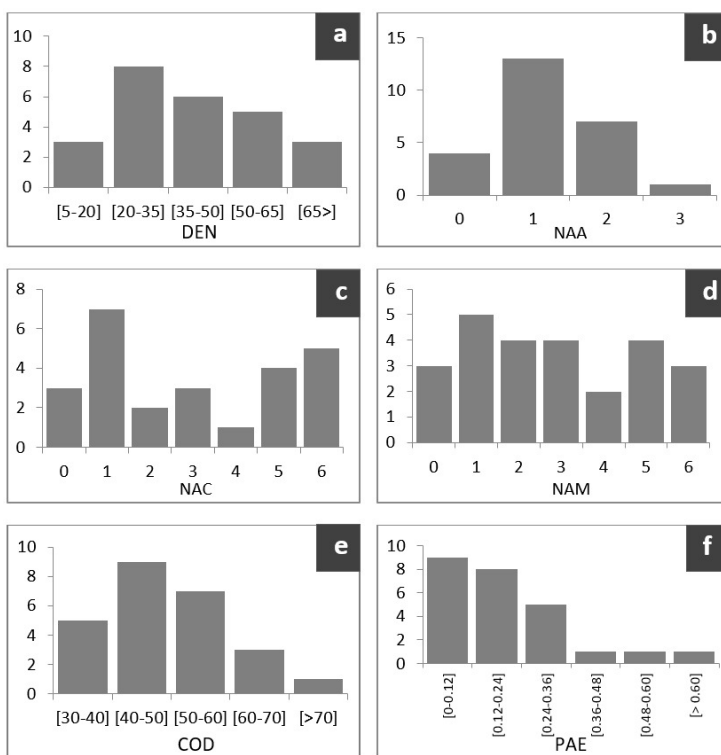 a
10
8
6
4
2
0
[5-20] [20-35] [35-50] [50-65] [65>]
DEN
b
15
10
5
0
0 1 2 3
NAA
c
8
6
4
2
0
0 1 2 3 4 5 6
NAC
d
6
5
4
3
2
1
0
0 1 2 3 4 5 6
NAM
e
10
8
6
4
2
0
[30-40] [40-50] [50-60] [60-70] [>70]
COD
f
10
8
6
4
2
0
[0-0.12]
[0.12-0.24]
[0.24-0.36]
[0.36-0.48]
[0.48-0.60]
[> 0.60]
PAE